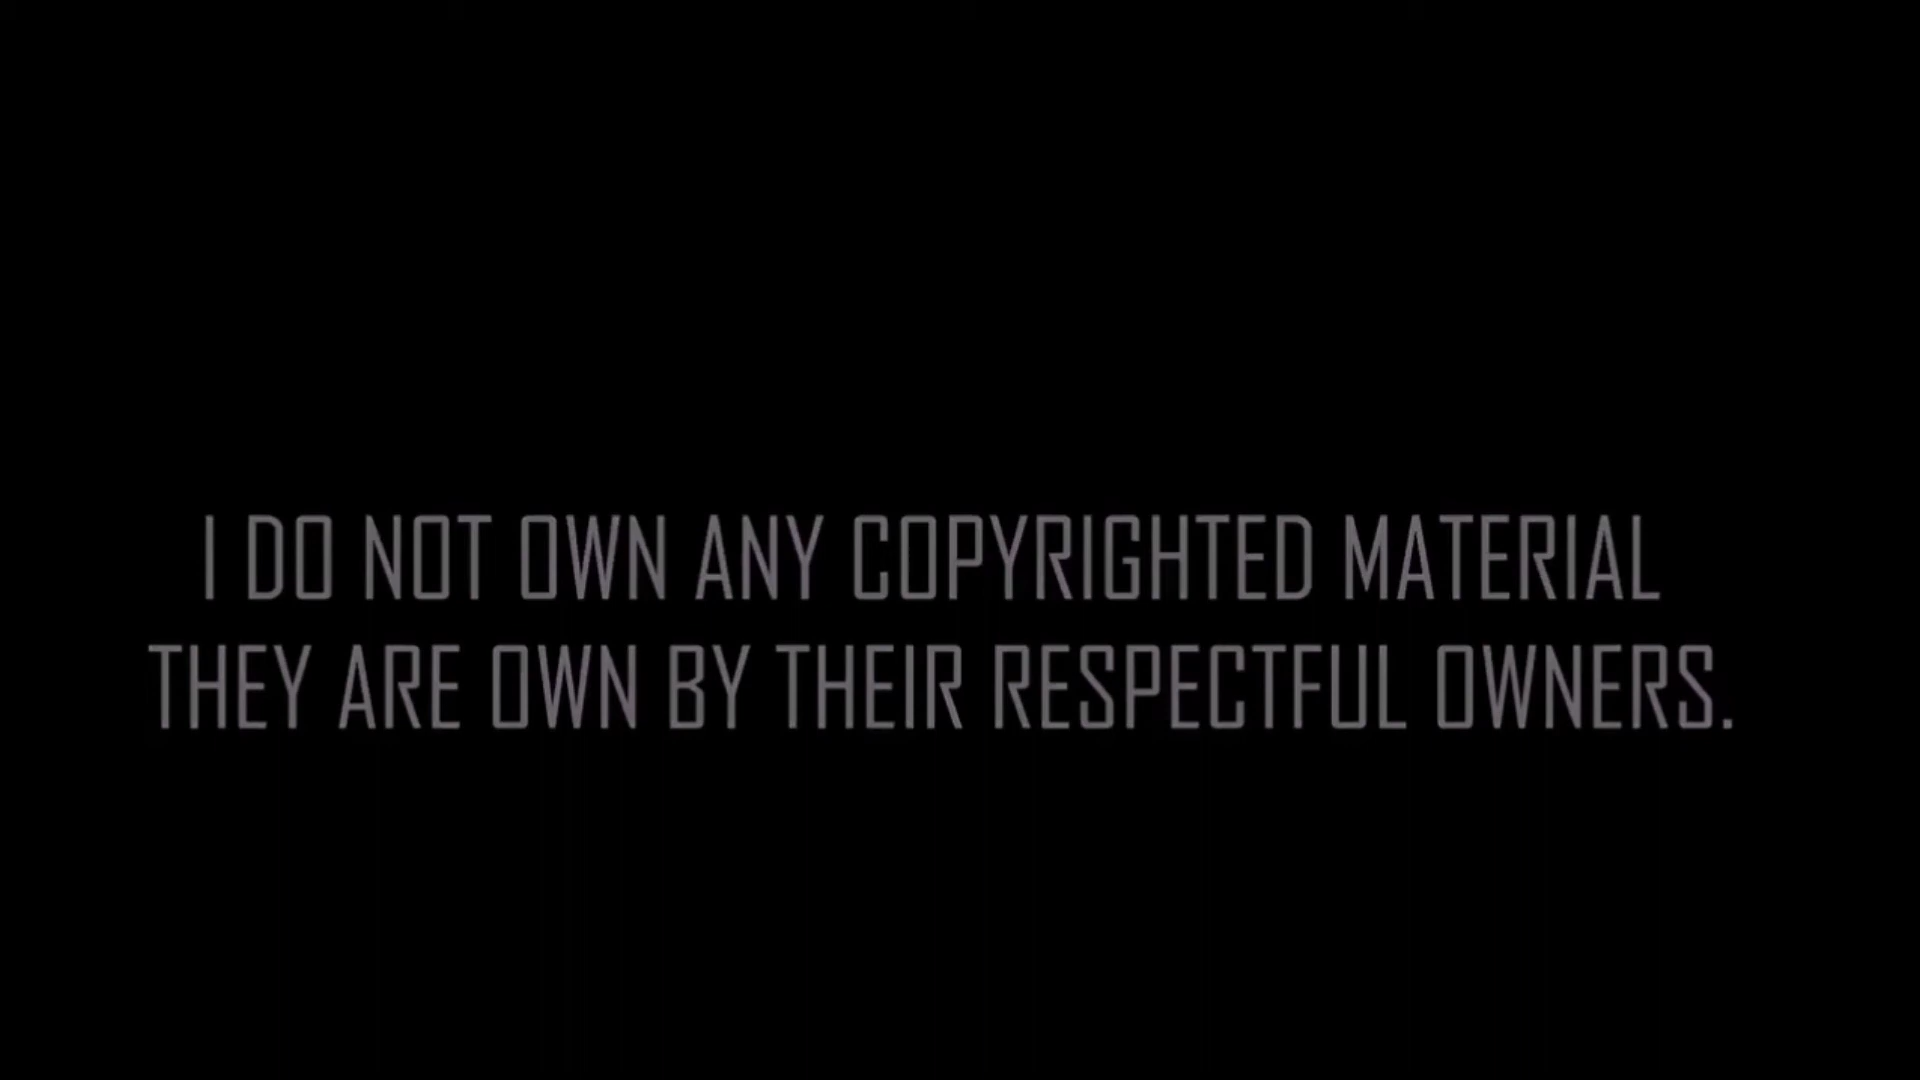 I DO NOT OWN ANY COPYRIGHTED MATERIAL
THEY ARE OWN BY THEIR RESPECTFUL OWNERS.